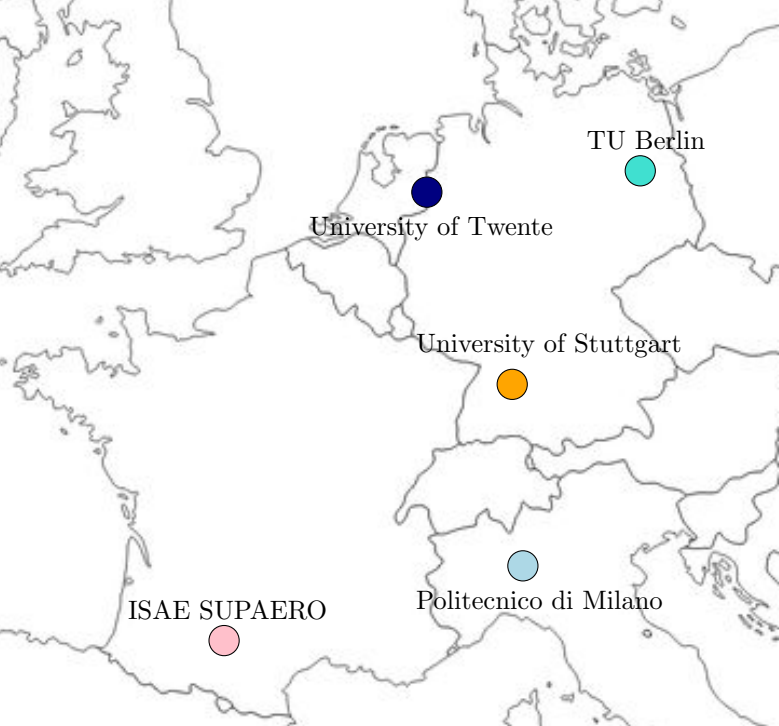 TU Berlin
University of Twente
University of Stuttgart
Politecnico di Milano
ISAE SUPAERO